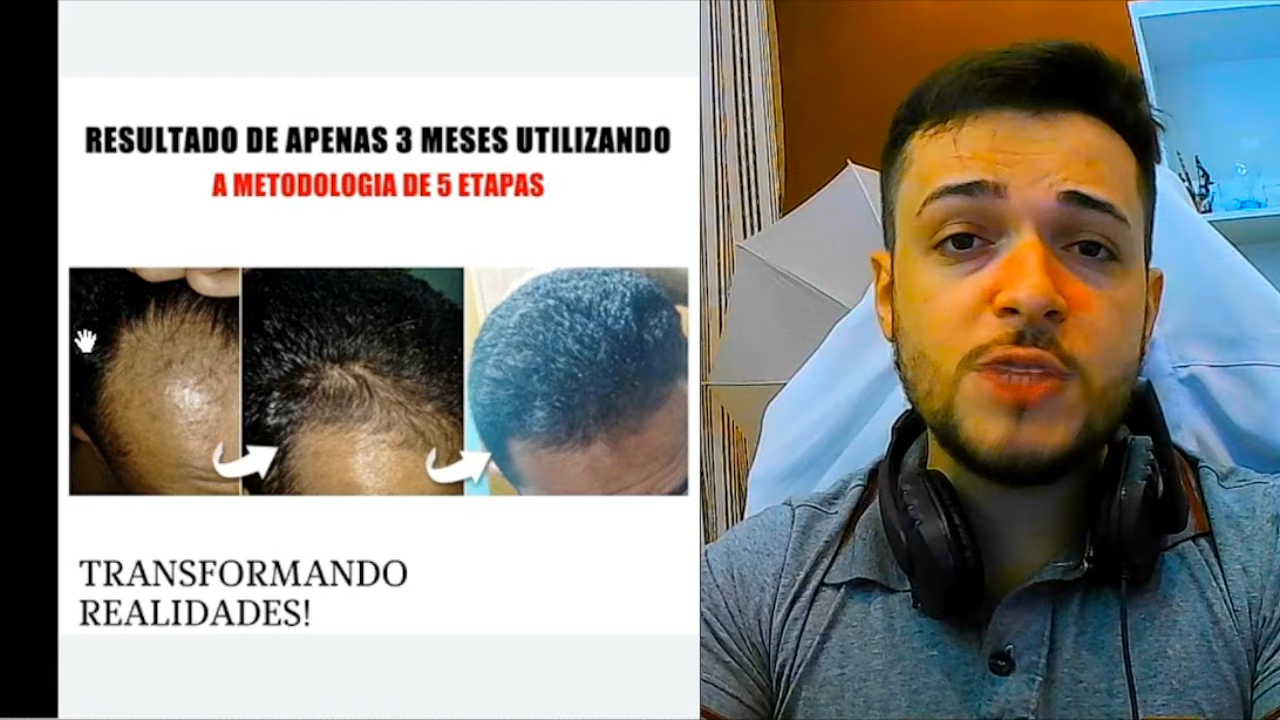 RESULTADO DE APENAS 3 MESES UTILIZANDO
A METODOLOGIA DE 5 ETAPAS
TRANSFORMANDO
REALIDADES!